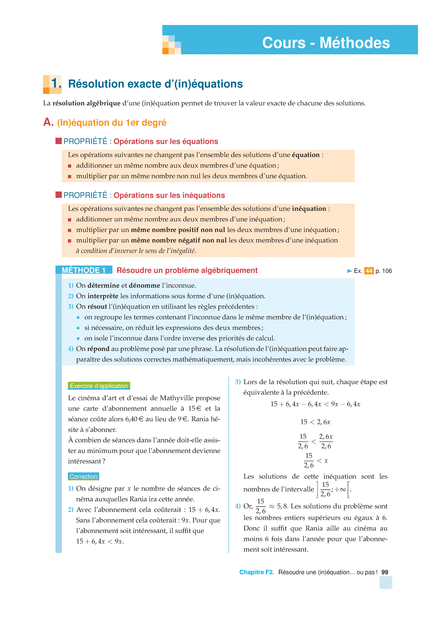 Cours - Méthodes
1. Résolution exacte d'(in)équations
La résolution algébrique d'une (in)équation permet de trouver la valeur exacte de chacune des solutions.
A. (In)équation du 1er degré
PROPRIÉTÉ : Opérations sur les équations
Les opérations suivantes ne changent pas l'ensemble des solutions d'une équation :
additionner un même nombre aux deux membres d'une équation ;
multiplier par un même nombre non nul les deux membres d'une équation.
PROPRIÉTÉ : Opérations sur les inéquations
Les opérations suivantes ne changent pas l'ensemble des solutions d'une inéquation :
additionner un même nombre aux deux membres d'une inéquation ;
multiplier par un même nombre positif non nul les deux membres d'une inéquation ;
multiplier par un même nombre négatif non nul les deux membres d'une inéquation
à condition d'inverser le sens de l'inégalité.
MÉTHODE 1 Résoudre un problème algébriquement ► Ex. 44 p. 106
1) On détermine et dénomme l'inconnue.
2) On interprète les informations sous forme d'une (in)équation.
3) On résout l'(in)équation en utilisant les règles précédentes :
• on regroupe les termes contenant l'inconnue dans le même membre de l'(in)équation ;
• si nécessaire, on réduit les expressions des deux membres ;
• on isole l'inconnue dans l'ordre inverse des priorités de calcul.
4) On répond au problème posé par une phrase. La résolution de l'(in)équation peut faire ap-
paraître des solutions correctes mathématiquement, mais incohérentes avec le problème.
Exercice d'application
Le cinéma d'art et d'essai de Mathyville propose
une carte d'abonnement annuelle à 15 € et la
séance coûte alors 6,40 € au lieu de 9 €. Rania hé-
site à s'abonner.
À combien de séances dans l'année doit-elle assis-
ter au minimum pour que l'abonnement devienne
intéressant ?
Correction
1) On désigne par x le nombre de séances de ci-
néma auxquelles Rania ira cette année.
2) Avec l'abonnement cela coûterait : 15 + 6,4x.
Sans l'abonnement cela coûterait : 9x. Pour que
l'abonnement soit intéressant, il suffit que
15 + 6,4x < 9x.
3) Lors de la résolution qui suit, chaque étape est
équivalente à la précédente.
15 + 6,4x − 6,4x < 9x − 6,4x
15 < 2,6x
15/2,6 < 2,6x/2,6
15/2,6 < x
Les solutions de cette inéquation sont les
nombres de l'intervalle ]15/2,6 ; +∞[.
4) Or, 15/2,6 ≈ 5,8. Les solutions du problème sont
les nombres entiers supérieurs ou égaux à 6.
Donc il suffit que Rania aille au cinéma au
moins 6 fois dans l'année pour que l'abonne-
ment soit intéressant.
Chapitre F2. Résoudre une (in)équation... ou pas ! 99